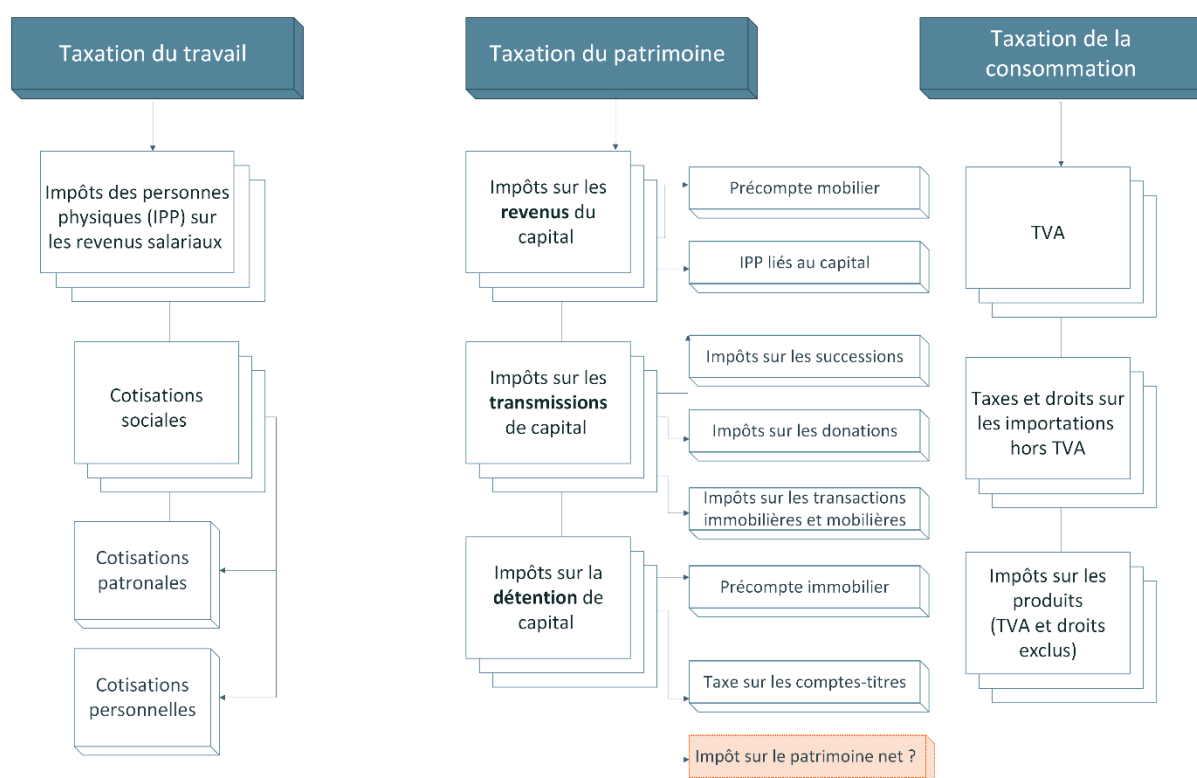 Taxation du travail
Impôts des personnes
physiques (IPP) sur
les revenus salariaux
Cotisations
sociales
Cotisations
patronales
Cotisations
personnelles
Taxation du patrimoine
Impôts sur les
revenus du
capital
Précompte mobilier
IPP liés au capital
Impôts sur les
transmissions
de capital
Impôts sur les successions
Impôts sur les donations
Impôts sur les transactions
immobilières et mobilières
Impôts sur la
détention de
capital
Précompte immobilier
Taxe sur les comptes-titres
Impôt sur le patrimoine net ?
Taxation de la
consommation
TVA
Taxes et droits sur
les importations
hors TVA
Impôts sur les
produits
(TVA et droits
exclus)